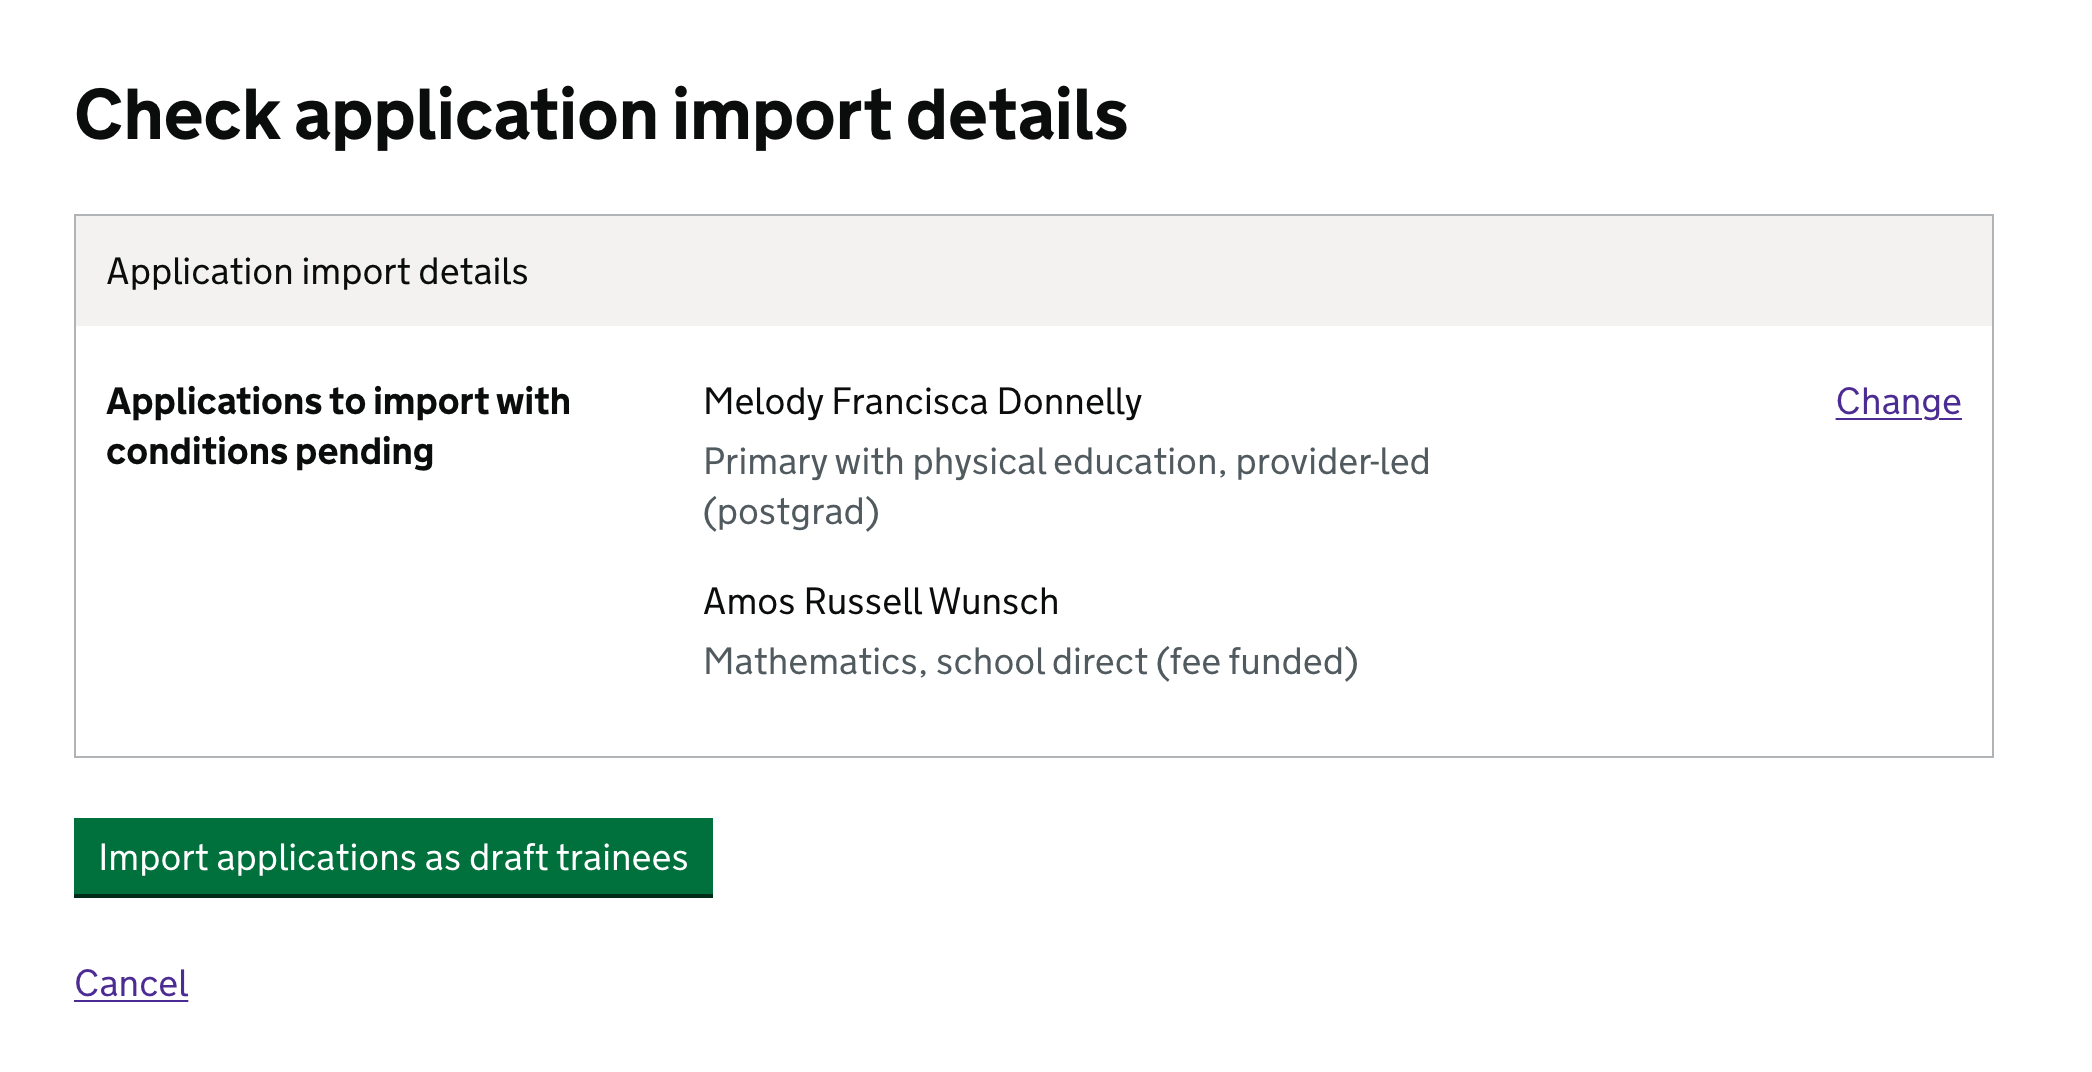 Check application import details
Application import details
Applications to import with
conditions pending
Melody Francisca Donnelly
Change
Primary with physical education, provider-led
(postgrad)
Amos Russell Wunsch
Mathematics, school direct (fee funded)
Import applications as draft trainees
Cancel